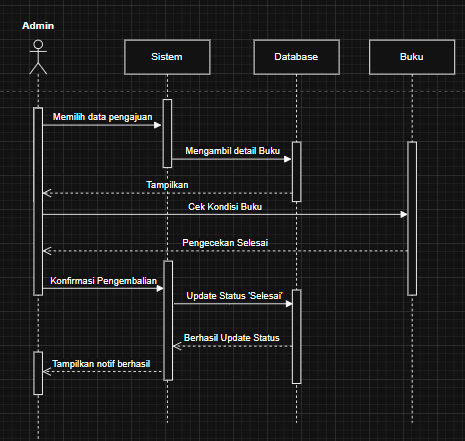 Admin
Sistem
Database
Buku
Memilih data pengajuan
Mengambil detail Buku
Tampilkan
Cek Kondisi Buku
Pengecekan Selesai
Konfirmasi Pengembalian
Update Status 'Selesai'
Berhasil Update Status
Tampilkan notif berhasil